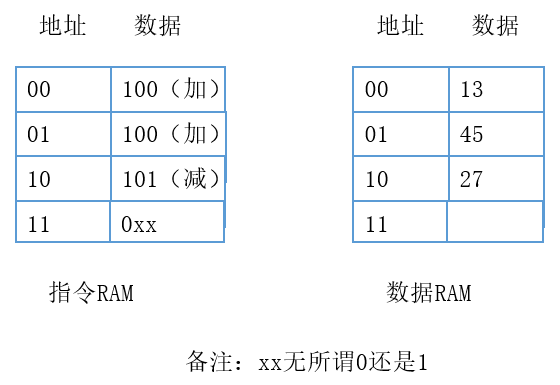 地址 数据 地址 数据
00 100（加） 00 13
01 100（加） 01 45
10 101（减） 10 27
11 0xx 11
指令RAM 数据RAM
备注：xx无所谓0还是1